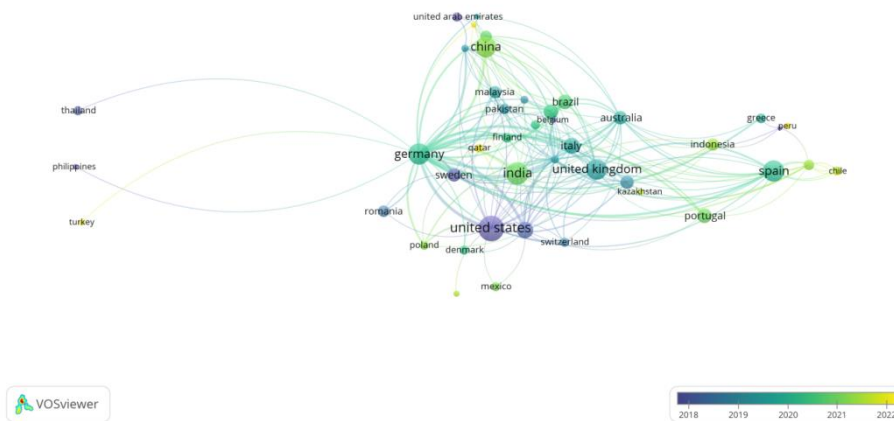 united arab emirates
china
malaysia
thailand
pakistan
brazil
belgium
australia
greece
peru
finland
germany
qatar
italy
indonesia
philippines
sweden
india
united kingdom
spain
chile
kazakhstan
romania
portugal
turkey
united states
poland
denmark
switzerland
mexico
VOSviewer
2018 2019 2020 2021 2022